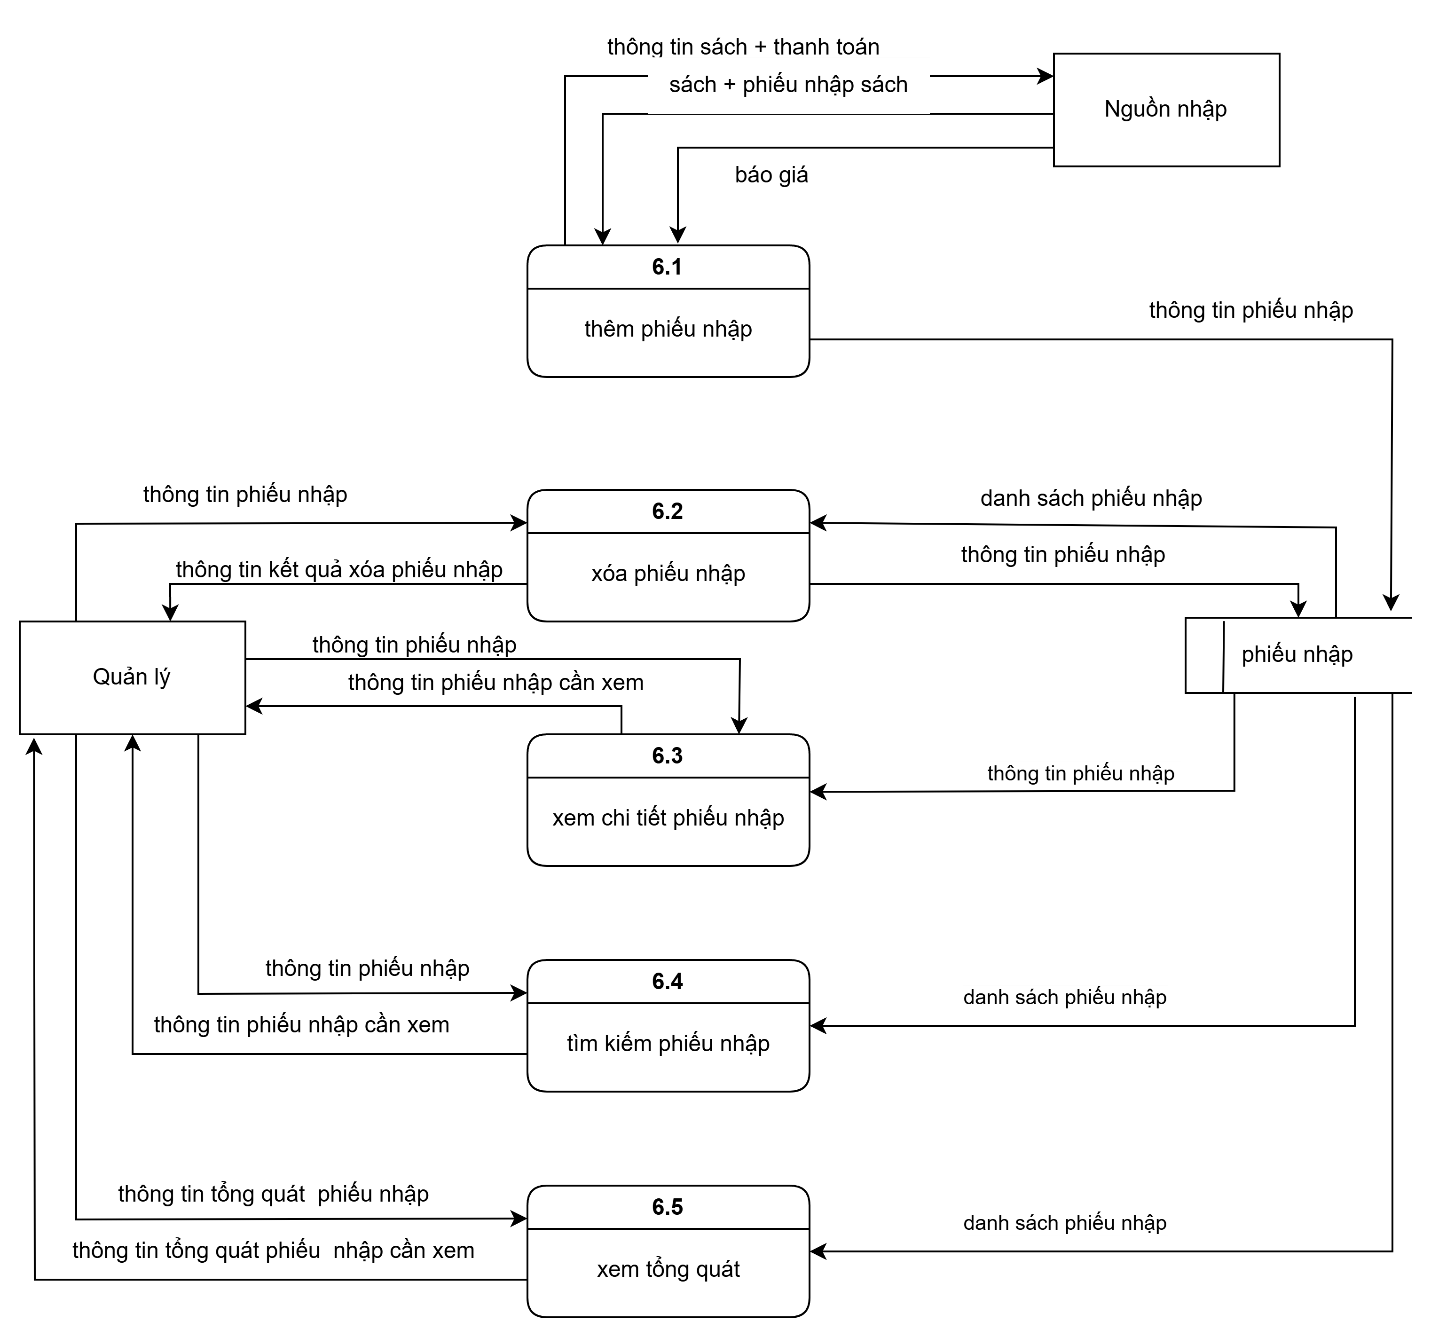 thông tin sách + thanh toán
sách + phiếu nhập sách
Nguồn nhập
báo giá
6.1
thêm phiếu nhập
thông tin phiếu nhập
thông tin phiếu nhập
6.2
danh sách phiếu nhập
thông tin kết quả xóa phiếu nhập
xóa phiếu nhập
thông tin phiếu nhập
thông tin phiếu nhập
Quản lý
thông tin phiếu nhập cần xem
phiếu nhập
6.3
xem chi tiết phiếu nhập
thông tin phiếu nhập
thông tin phiếu nhập
6.4
danh sách phiếu nhập
thông tin phiếu nhập cần xem
tìm kiếm phiếu nhập
thông tin tổng quát  phiếu nhập
6.5
danh sách phiếu nhập
thông tin tổng quát phiếu  nhập cần xem
xem tổng quát